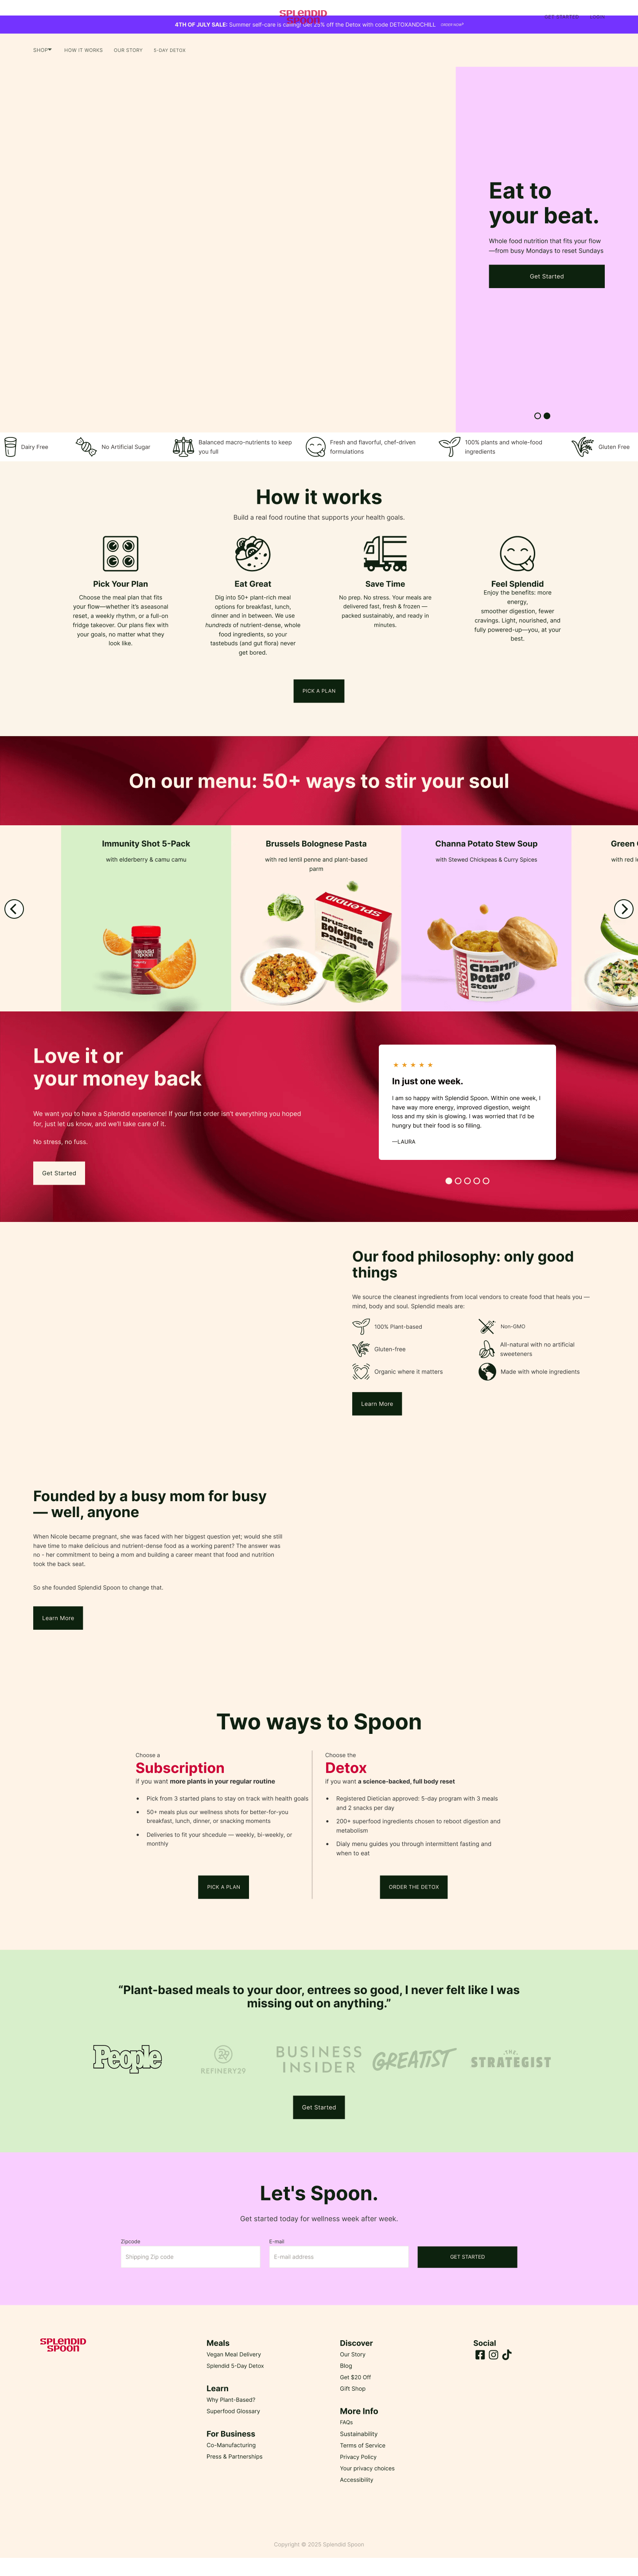 SPLENDID
SPOON
GET STARTED LOGIN
4TH OF JULY SALE: Summer self-care is calling! Get 25% off the Detox with code DETOXANDCHILL ORDER NOW
SHOP HOW IT WORKS OUR STORY 5-DAY DETOX
Eat to
your beat.
Whole food nutrition that fits your flow
—from busy Mondays to reset Sundays
Get Started
Dairy Free
No Artificial Sugar
Balanced macro-nutrients to keep
you full
Fresh and flavorful, chef-driven
formulations
100% plants and whole-food
ingredients
Gluten Free
How it works
Build a real food routine that supports your health goals.
Pick Your Plan
Choose the meal plan that fits
your flow—whether it's aseasonal
reset, a weekly rhythm, or a full-on
fridge takeover. Our plans flex with
your goals, no matter what they
look like.
Eat Great
Dig into 50+ plant-rich meal
options for breakfast, lunch,
dinner and in between. We use
hundreds of nutrient-dense, whole
food ingredients, so your
tastebuds (and gut flora) never
get bored.
Save Time
No prep. No stress. Your meals are
delivered fast, fresh & frozen —
packed sustainably, and ready in
minutes.
Feel Splendid
Enjoy the benefits: more
energy,
smoother digestion, fewer
cravings. Light, nourished, and
fully powered-up—you, at your
best.
PICK A PLAN
On our menu: 50+ ways to stir your soul
Immunity Shot 5-Pack
with elderberry & camu camu
splendid
spoon
Brussels Bolognese Pasta
with red lentil penne and plant-based
parm
SPLENDID
Brussels
Bolognese
Pasta
Channa Potato Stew Soup
with Stewed Chickpeas & Curry Spices
Channa
Potato
Stew
Green
with red
Love it or
your money back
We want you to have a Splendid experience! If your first order isn't everything you hoped
for, just let us know, and we'll take care of it.
No stress, no fuss.
Get Started
In just one week.
I am so happy with Splendid Spoon. Within one week, I
have way more energy, improved digestion, weight
loss and my skin is glowing. I was worried that I'd be
hungry but their food is so filling.
—LAURA
Our food philosophy: only good
things
We source the cleanest ingredients from local vendors to create food that heals you —
mind, body and soul. Splendid meals are:
100% Plant-based
Non-GMO
Gluten-free
All-natural with no artificial
sweeteners
Organic where it matters
Made with whole ingredients
Learn More
Founded by a busy mom for busy
— well, anyone
When Nicole became pregnant, she was faced with her biggest question yet; would she still
have time to make delicious and nutrient-dense food as a working parent? The answer was
no - her commitment to being a mom and building a career meant that food and nutrition
took the back seat.
So she founded Splendid Spoon to change that.
Learn More
Two ways to Spoon
Choose a
Subscription
if you want more plants in your regular routine
Pick from 3 started plans to stay on track with health goals
50+ meals plus our wellness shots for better-for-you
breakfast, lunch, dinner, or snacking moments
Deliveries to fit your shcedule — weekly, bi-weekly, or
monthly
PICK A PLAN
Choose the
Detox
if you want a science-backed, full body reset
Registered Dietician approved: 5-day program with 3 meals
and 2 snacks per day
200+ superfood ingredients chosen to reboot digestion and
metabolism
Dialy menu guides you through intermittent fasting and
when to eat
ORDER THE DETOX
“Plant-based meals to your door, entrees so good, I never felt like I was
missing out on anything.”
People
REFINERY29
BUSINESS
INSIDER
GREATIST
THE
STRATEGIST
Get Started
Let's Spoon.
Get started today for wellness week after week.
Zipcode
Shipping Zip code
E-mail
E-mail address
GET STARTED
SPLENDID
SPOON
Meals
Vegan Meal Delivery
Splendid 5-Day Detox
Learn
Why Plant-Based?
Superfood Glossary
For Business
Co-Manufacturing
Press & Partnerships
Discover
Our Story
Blog
Get $20 Off
Gift Shop
More Info
FAQs
Sustainability
Terms of Service
Privacy Policy
Your privacy choices
Accessibility
Social
Copyright © 2025 Splendid Spoon